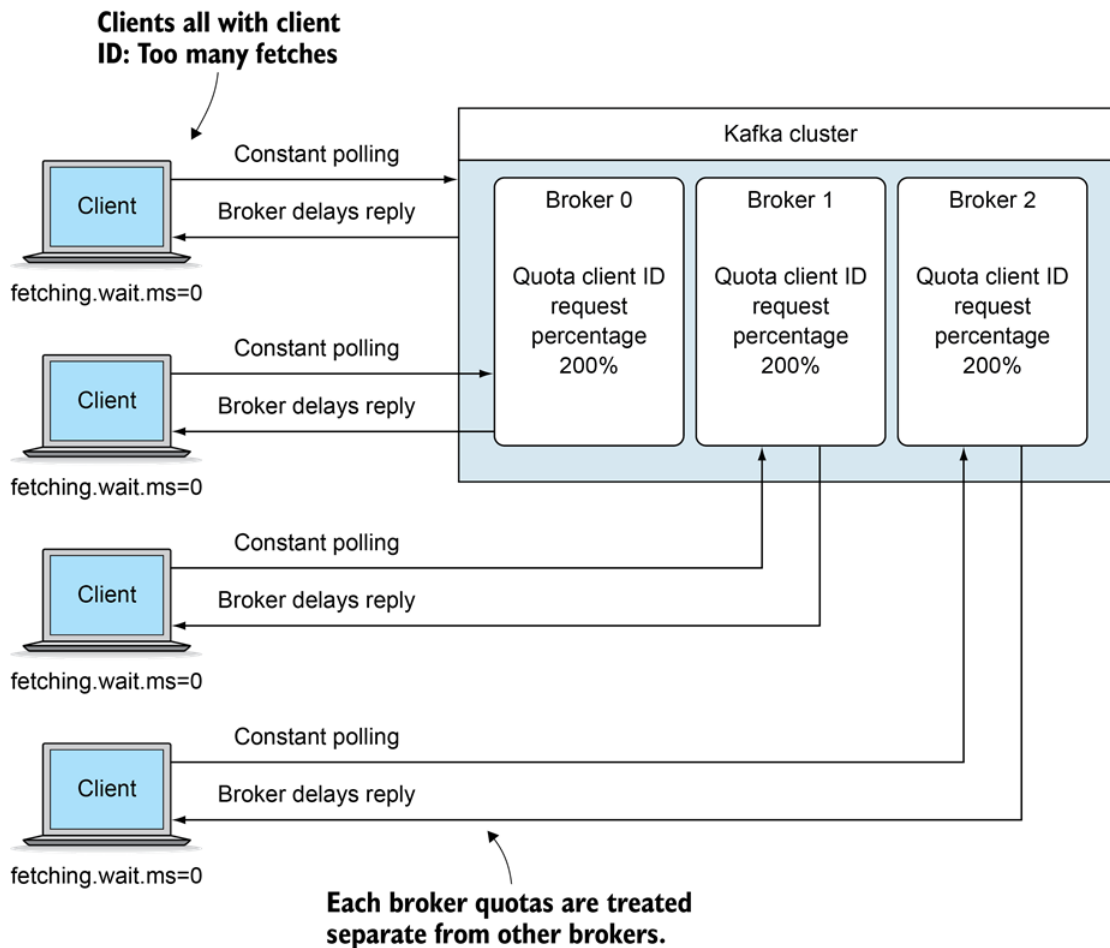 Clients all with client
ID: Too many fetches
Kafka cluster
Constant polling
Client
Broker delays reply
fetching.wait.ms=0
Broker 0
Quota client ID
request
percentage
200%
Broker 1
Quota client ID
request
percentage
200%
Broker 2
Quota client ID
request
percentage
200%
Constant polling
Client
Broker delays reply
fetching.wait.ms=0
Constant polling
Client
Broker delays reply
fetching.wait.ms=0
Constant polling
Client
Broker delays reply
fetching.wait.ms=0
Each broker quotas are treated
separate from other brokers.